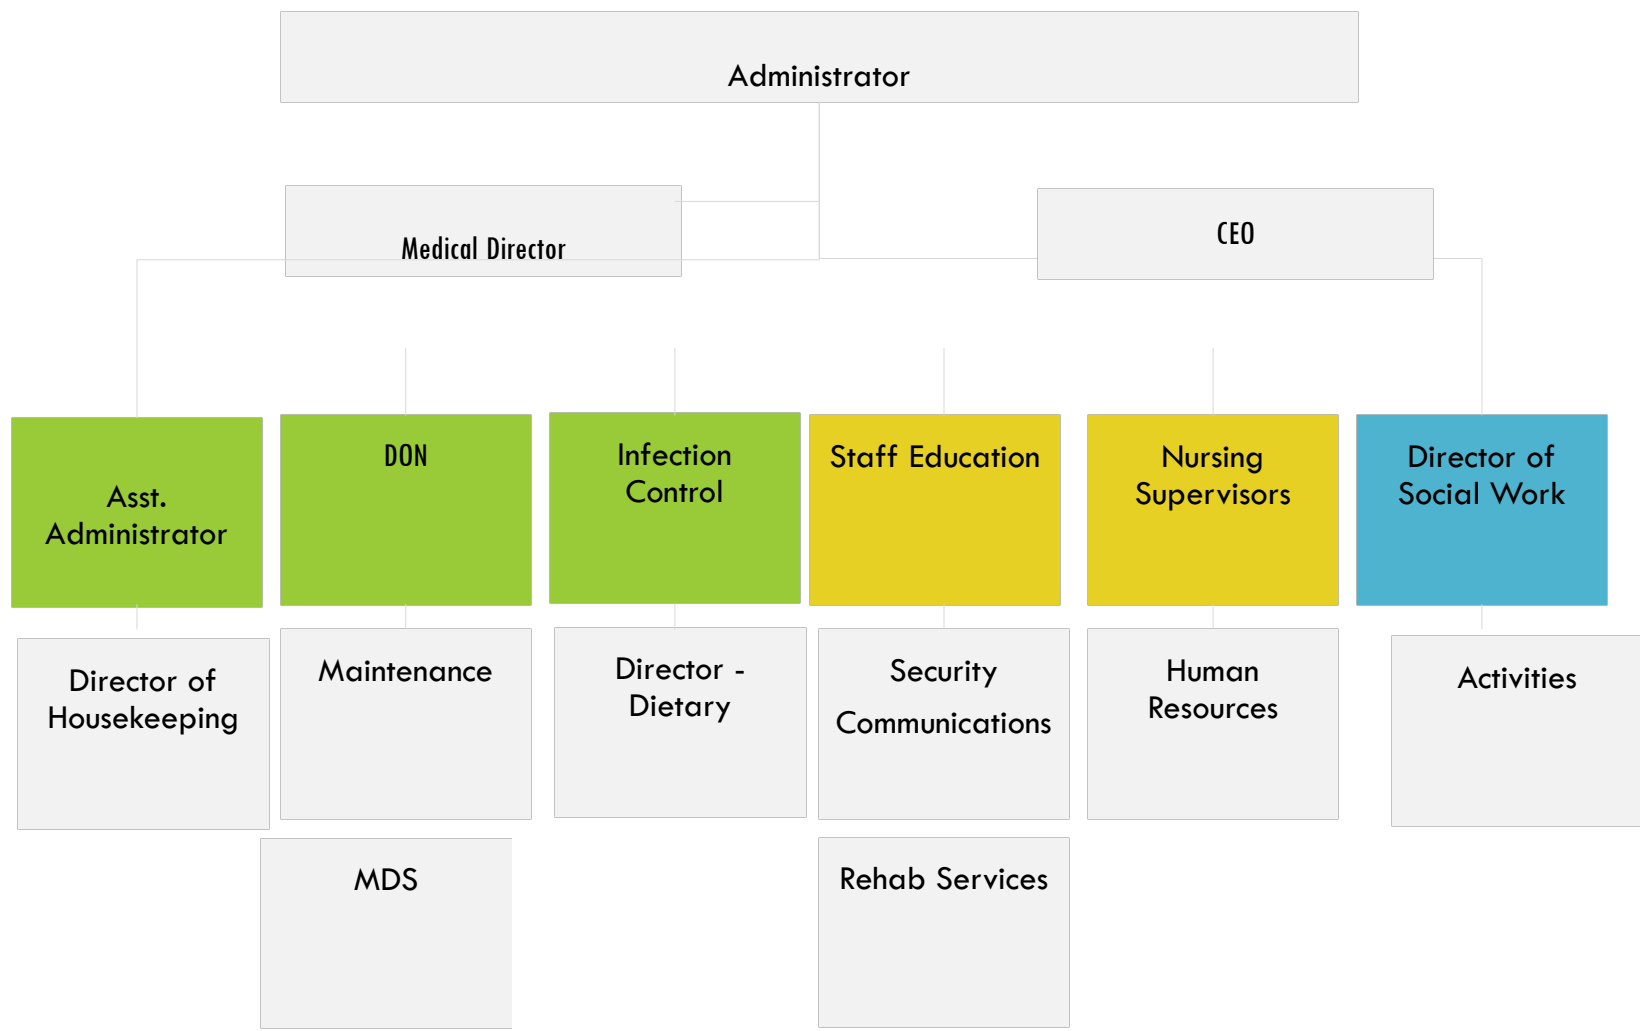 Administrator
Medical Director
CEO
Asst.
Administrator
DON
Infection
Control
Staff Education
Nursing
Supervisors
Director of
Social Work
Director of
Housekeeping
Maintenance
Director -
Dietary
Security
Communications
Human
Resources
Activities
MDS
Rehab Services